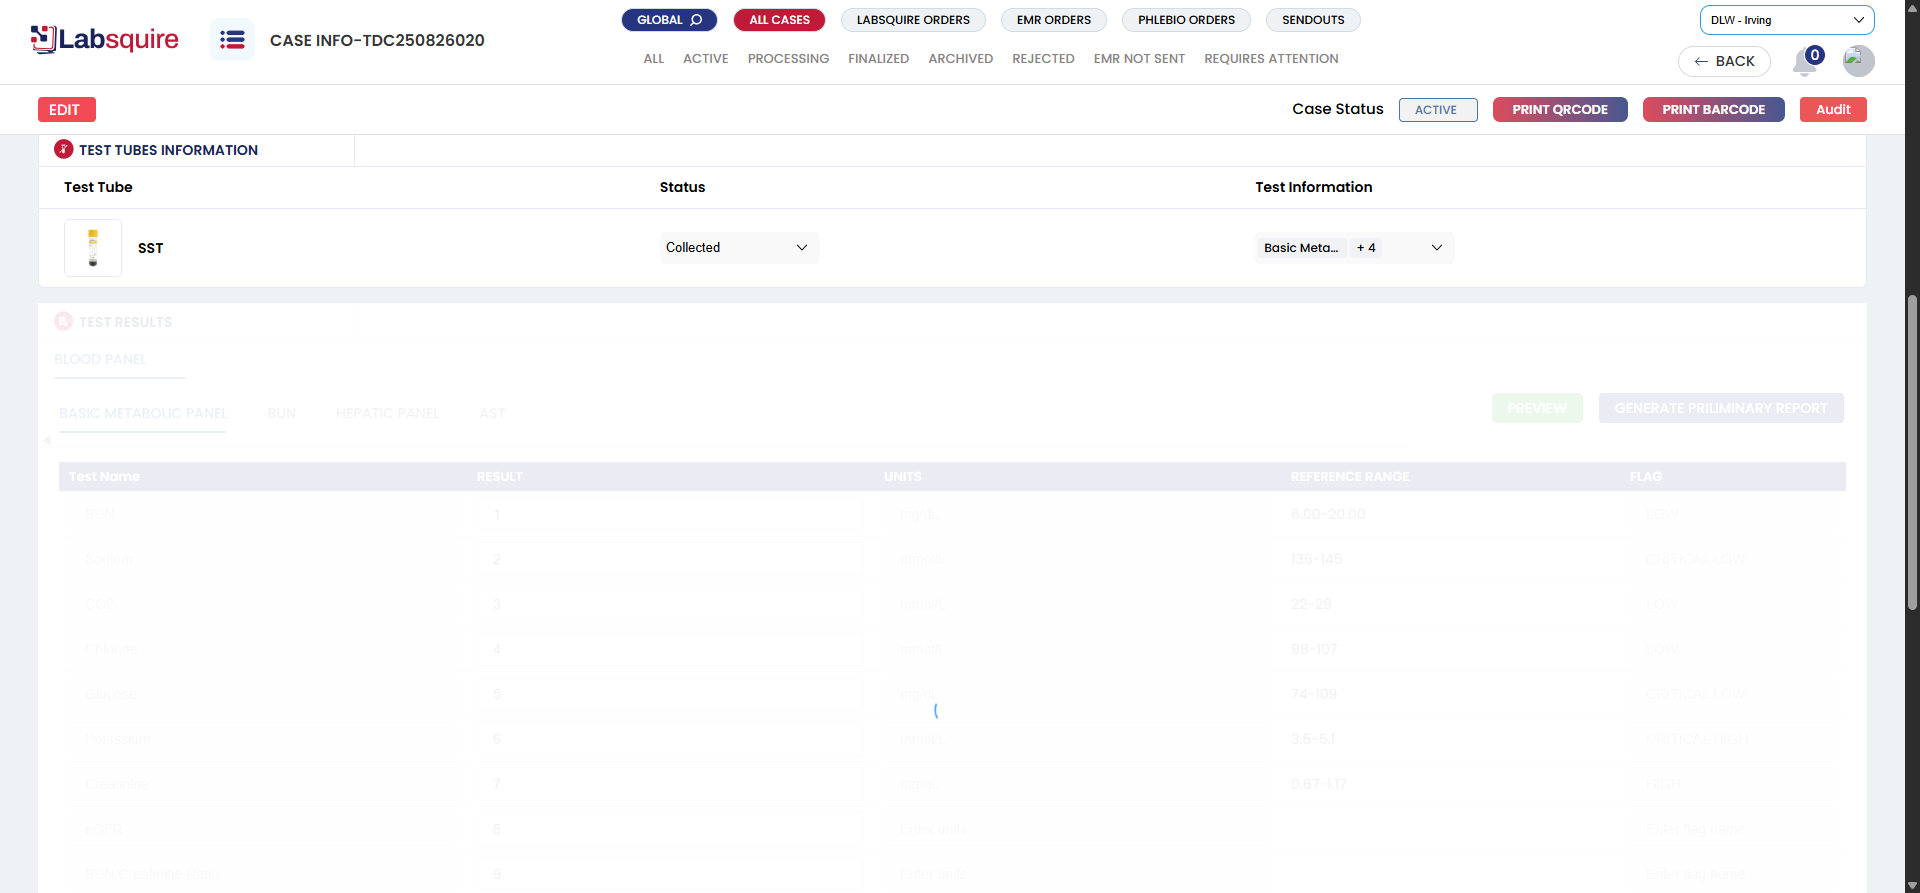 Labsquire
CASE INFO-TDC250826020
GLOBAL
ALL CASES
LABSQUIRE ORDERS
EMR ORDERS
PHLEBIO ORDERS
SENDOUTS
DLW - Irving
ALL
ACTIVE
PROCESSING
FINALIZED
ARCHIVED
REJECTED
EMR NOT SENT
REQUIRES ATTENTION
BACK
0
EDIT
Case Status
ACTIVE
PRINT QRCODE
PRINT BARCODE
Audit
TEST TUBES INFORMATION
Test Tube
Status
Test Information
SST
Collected
Basic Meta...
+ 4
TEST RESULTS
BLOOD PANEL
BASIC METABOLIC PANEL
BUN
HEPATIC PANEL
AST
PREVIEW
GENERATE PRILIMINARY REPORT
Test Name
RESULT
UNITS
REFERENCE RANGE
FLAG
BUN
1
mg/dL
6.00-20.00
LOW
Sodium
2
mmol/L
136-145
CRITICAL LOW
CO2
3
mmol/L
22-29
LOW
Chloride
4
mmol/L
98-107
LOW
Glucose
5
mg/dL
74-109
CRITICAL LOW
Potassium
6
mmol/L
3.5-5.1
CRITICAL HIGH
Creatinine
7
mg/dL
0.67-1.17
HIGH
eGFR
8
Enter units
Enter flag name
BUN/Creatinine Ratio
9
Enter units
Enter flag name